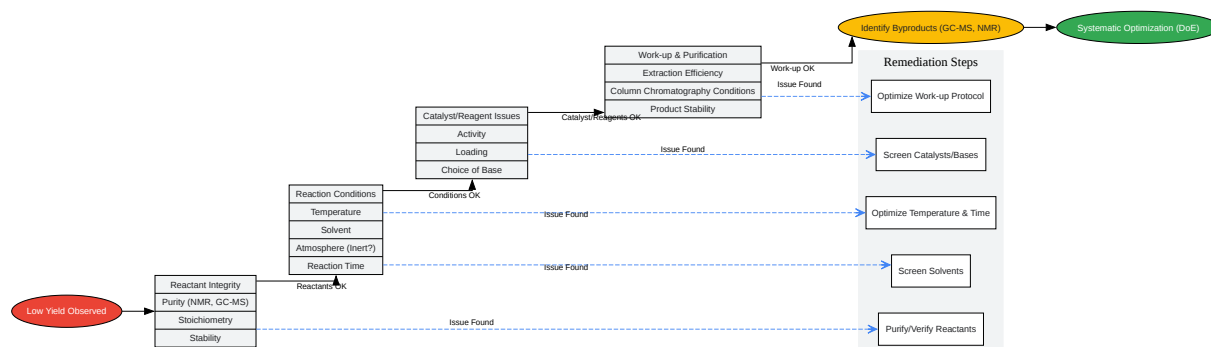 Low Yield Observed
Reactant Integrity
Purity (NMR, GC-MS)
Stoichiometry
Stability
Reactants OK
Issue Found
Reaction Conditions
Temperature
Solvent
Atmosphere (Inert?)
Reaction Time
Conditions OK
Issue Found
Issue Found
Catalyst/Reagent Issues
Activity
Loading
Choice of Base
Catalyst/Reagents OK
Issue Found
Work-up & Purification
Extraction Efficiency
Column Chromatography Conditions
Product Stability
Work-up OK
Issue Found
Identify Byproducts (GC-MS, NMR)
Systematic Optimization (DoE)
Remediation Steps
Optimize Work-up Protocol
Screen Catalysts/Bases
Optimize Temperature & Time
Screen Solvents
Purify/Verify Reactants